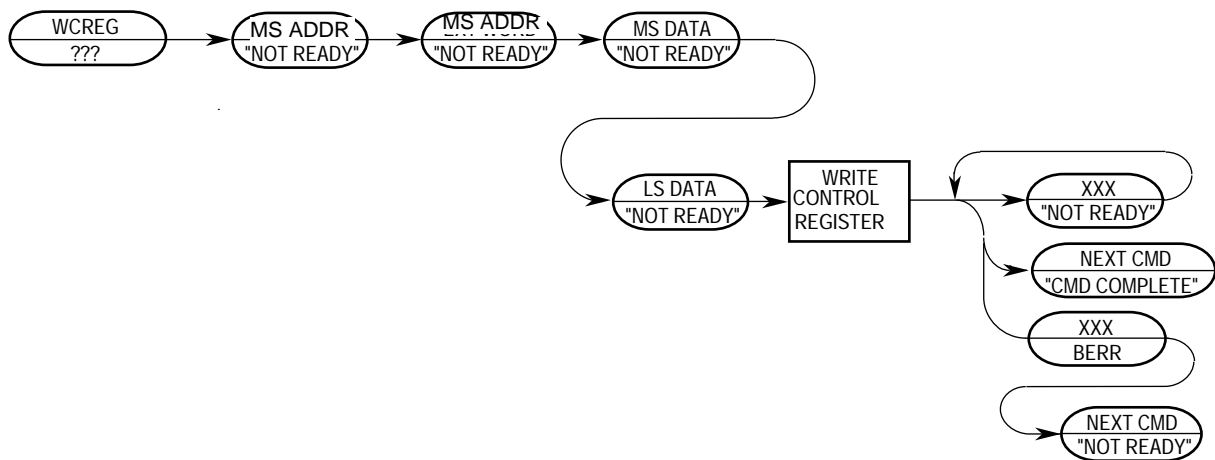 WCREG
???
MS ADDR
"NOT READY"
MS ADDR
"NOT READY"
MS DATA
"NOT READY"
LS DATA
"NOT READY"
WRITE
CONTROL
REGISTER
XXX
"NOT READY"
NEXT CMD
"CMD COMPLETE"
XXX
BERR
NEXT CMD
"NOT READY"